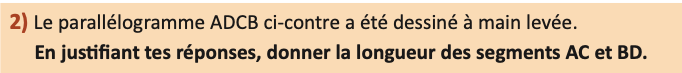 2) Le parallélogramme ADCB ci-contre a été dessiné à main levée.
En justifiant tes réponses, donner la longueur des segments AC et BD.